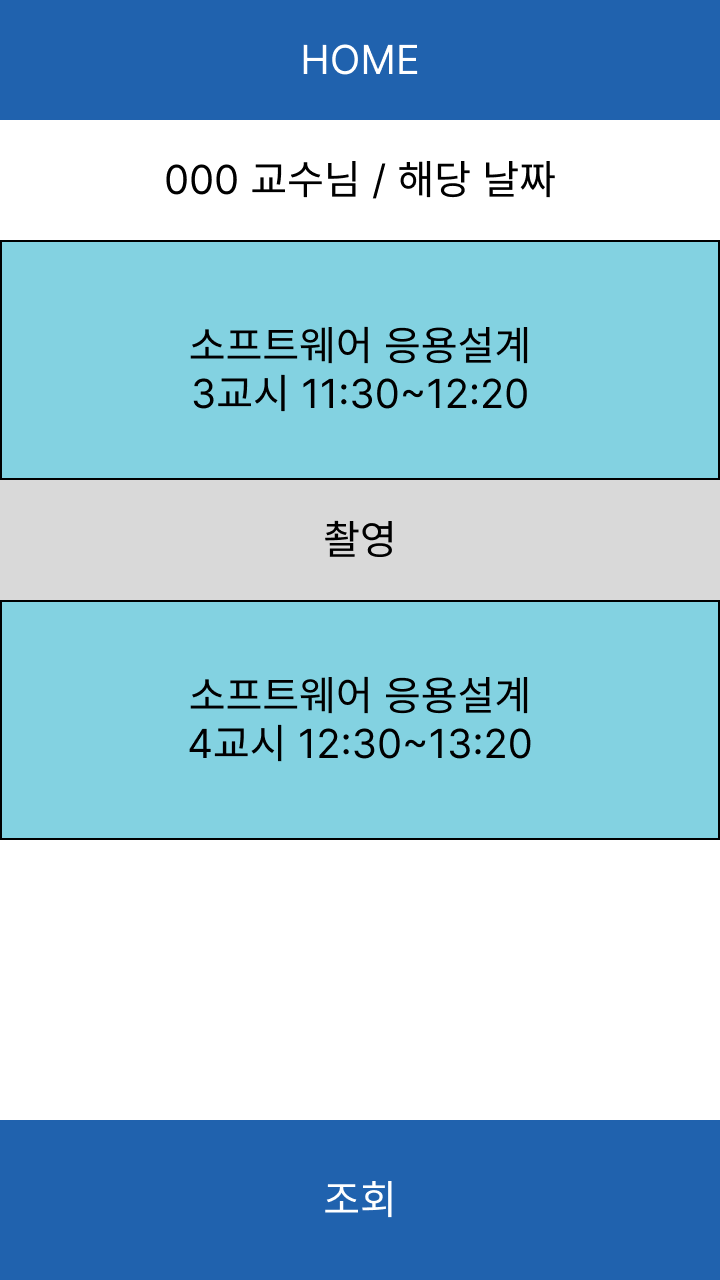 HOME
000 교수님 / 해당 날짜
소프트웨어 응용설계
3교시 11:30~12:20
촬영
소프트웨어 응용설계
4교시 12:30~13:20
조회